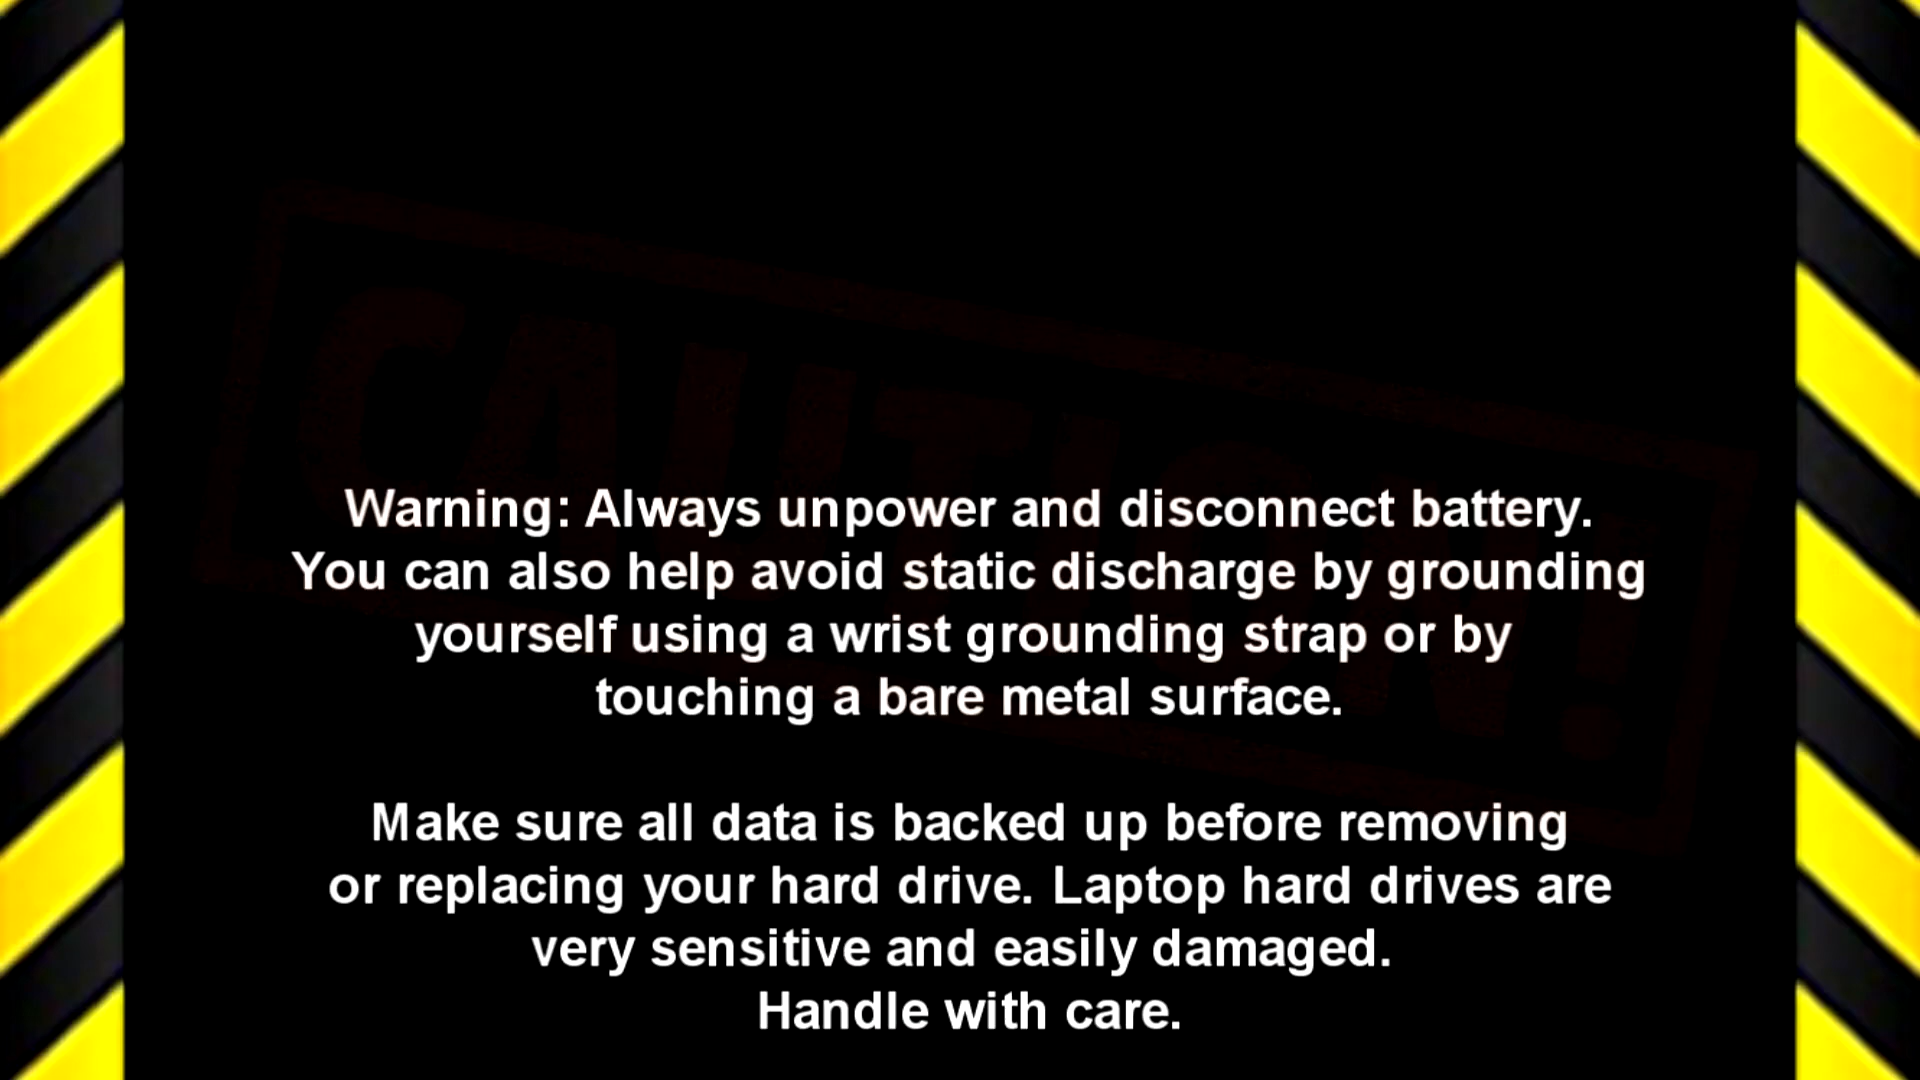 CAUTION!
Warning: Always unpower and disconnect battery.
You can also help avoid static discharge by grounding
yourself using a wrist grounding strap or by
touching a bare metal surface.
Make sure all data is backed up before removing
or replacing your hard drive. Laptop hard drives are
very sensitive and easily damaged.
Handle with care.